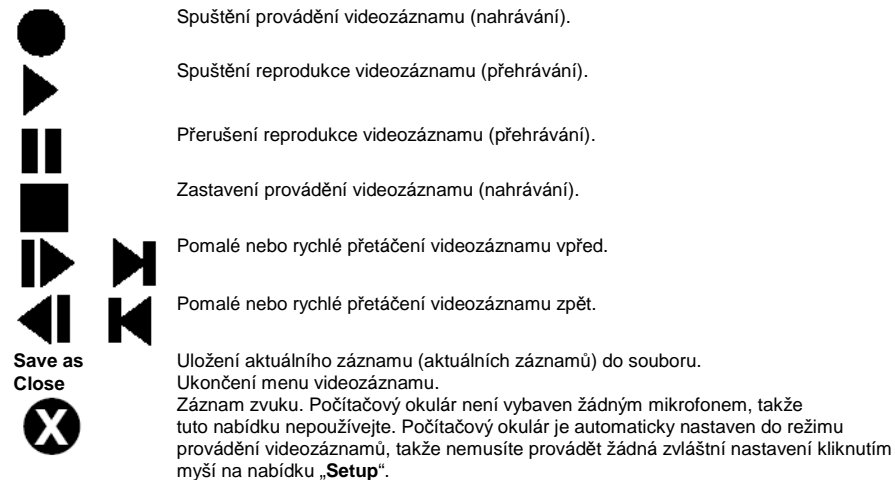 Spuštění provádění videozáznamu (nahrávání).
Spuštění reprodukce videozáznamu (přehrávání).
Přerušení reprodukce videozáznamu (přehrávání).
Zastavení provádění videozáznamu (nahrávání).
Pomalé nebo rychlé přetáčení videozáznamu vpřed.
Pomalé nebo rychlé přetáčení videozáznamu zpět.
Save as Uložení aktuálního záznamu (aktuálních záznamů) do souboru.
Close Ukončení menu videozáznamu.
X Záznam zvuku. Počítačový okulár není vybaven žádným mikrofonem, takže
tuto nabídku nepoužívejte. Počítačový okulár je automaticky nastaven do režimu
provádění videozáznamů, takže nemusíte provádět žádná zvláštní nastavení kliknutím
myší na nabídku „Setup“.